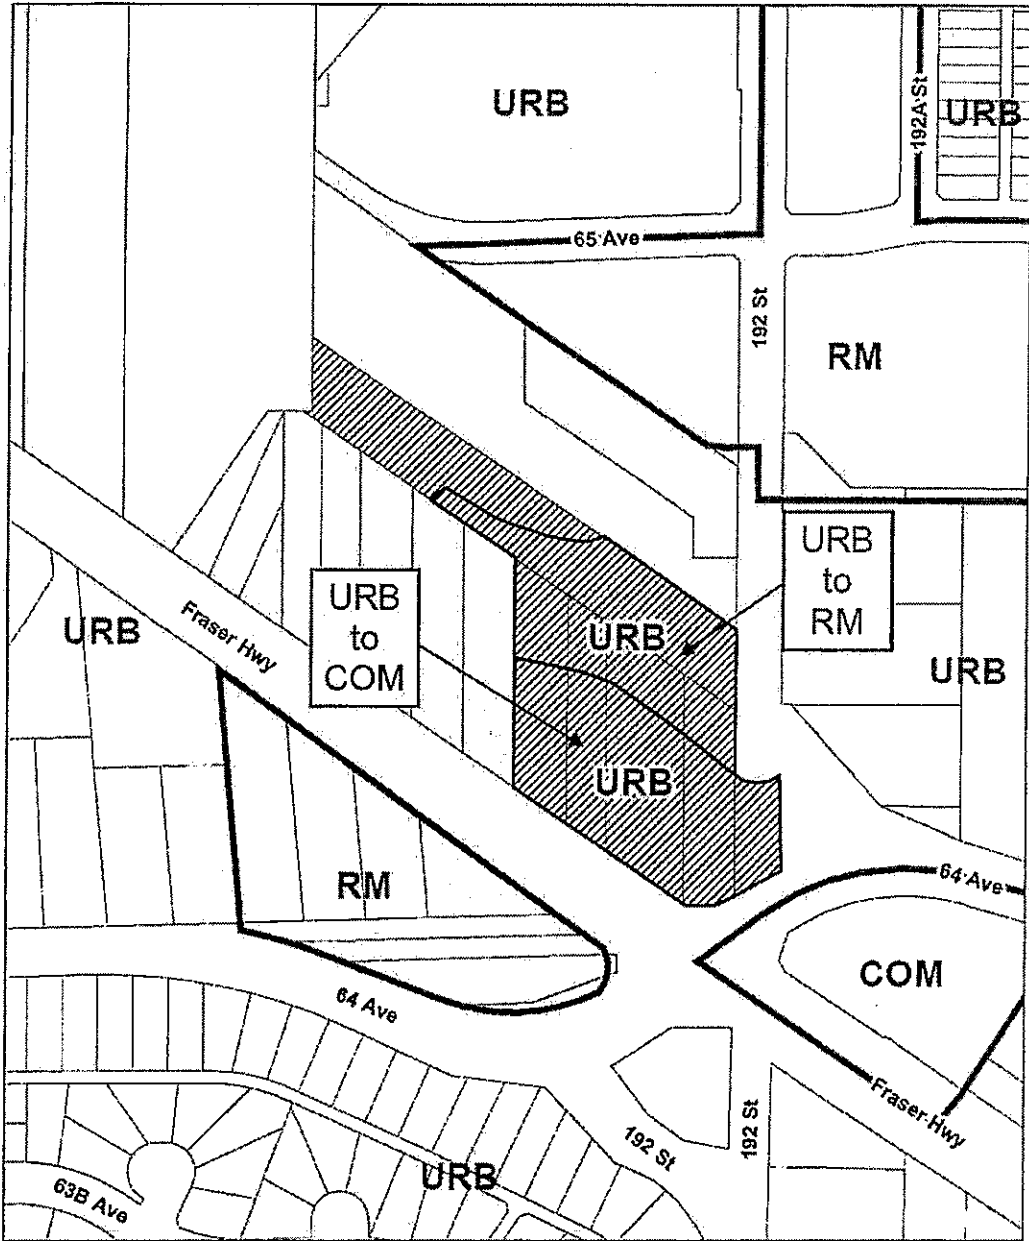 URB
192A St
URB
65 Ave
192 St
RM
URB
to
RM
URB
to
COM
URB
Fraser Hwy
URB
URB
URB
RM
64 Ave
COM
64 Ave
Fraser Hwy
192 St
192 St
URB
63B Ave